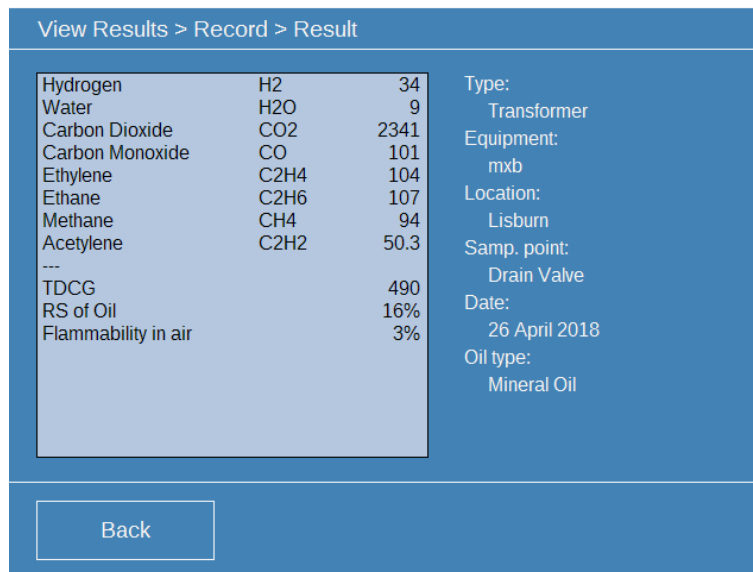 View Results > Record > Result
Hydrogen H2 34
Water H2O 9
Carbon Dioxide CO2 2341
Carbon Monoxide CO 101
Ethylene C2H4 104
Ethane C2H6 107
Methane CH4 94
Acetylene C2H2 50.3
---
TDCG 490
RS of Oil 16%
Flammability in air 3%
Type:
Transformer
Equipment:
mxb
Location:
Lisburn
Samp. point:
Drain Valve
Date:
26 April 2018
Oil type:
Mineral Oil
Back